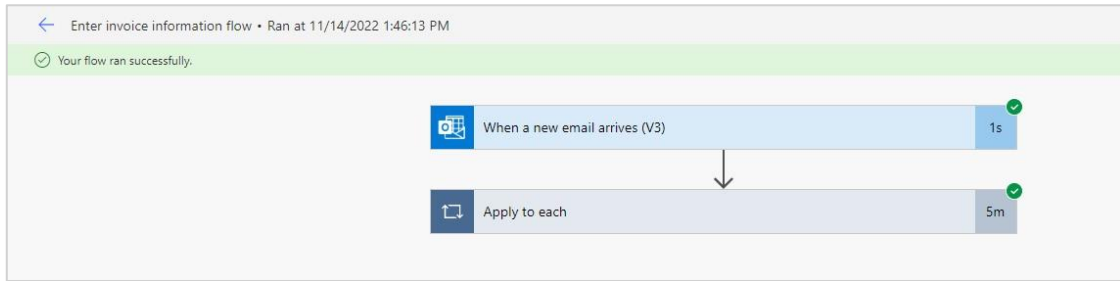 Enter invoice information flow • Ran at 11/14/2022 1:46:13 PM
Your flow ran successfully.
When a new email arrives (V3) 1s
Apply to each 5m